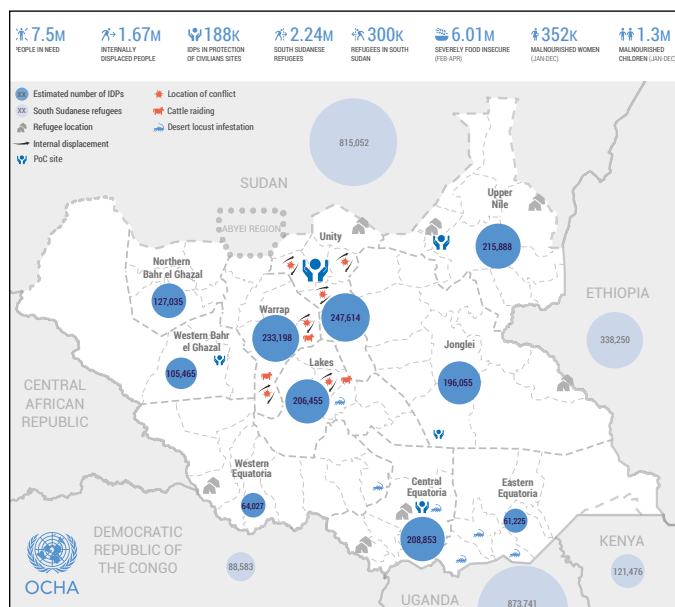 7.5M
PEOPLE IN NEED
1.67M
INTERNALLY
DISPLACED PEOPLE
188K
IDPs IN PROTECTION
OF CIVILIANS SITES
2.24M
SOUTH SUDANESE
REFUGEES
300K
REFUGEES IN SOUTH
SUDAN
6.01M
SEVERELY FOOD INSECURE
(FEB-APR)
352K
MALNOURISHED WOMEN
(JAN-DEC)
1.3M
MALNOURISHED
CHILDREN (JAN-DEC)
XX Estimated number of IDPs
XX South Sudanese refugees
Refugee location
Internal displacement
PoC site
Location of conflict
Cattle raiding
Desert locust infestation
815,052
SUDAN
ABYEI REGION
Unity
Upper
Nile
215,888
Northern
Bahr el Ghazal
127,035
ETHIOPIA
338,250
Warrap
233,198
247,614
Western Bahr
el Ghazal
105,465
Jonglei
196,055
Lakes
206,455
CENTRAL
AFRICAN
REPUBLIC
Western
Equatoria
64,027
Central
Equatoria
208,853
Eastern
Equatoria
61,225
DEMOCRATIC
REPUBLIC OF
THE CONGO
88,583
KENYA
121,476
UGANDA
873,741
OCHA